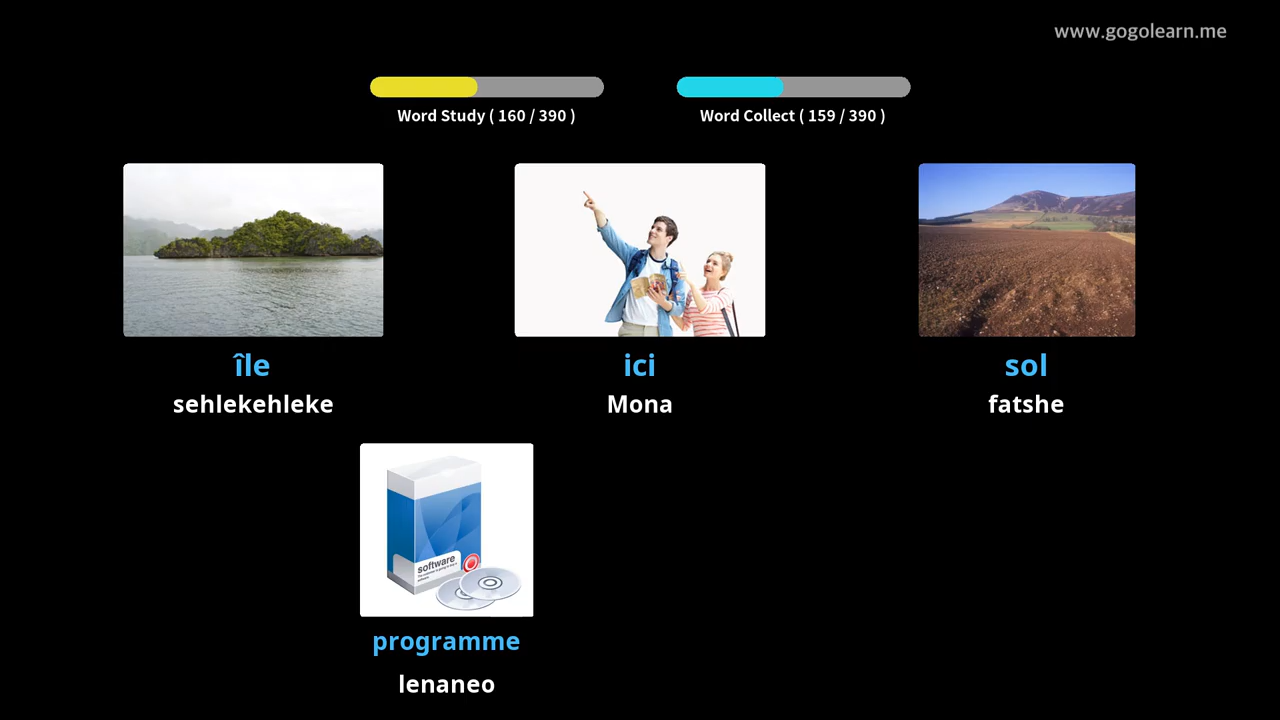 www.gogolearn.me
Word Study ( 160 / 390 )
Word Collect ( 159 / 390 )
île
ici
sol
sehlekehleke
Mona
fatshe
software
programme
lenaneo